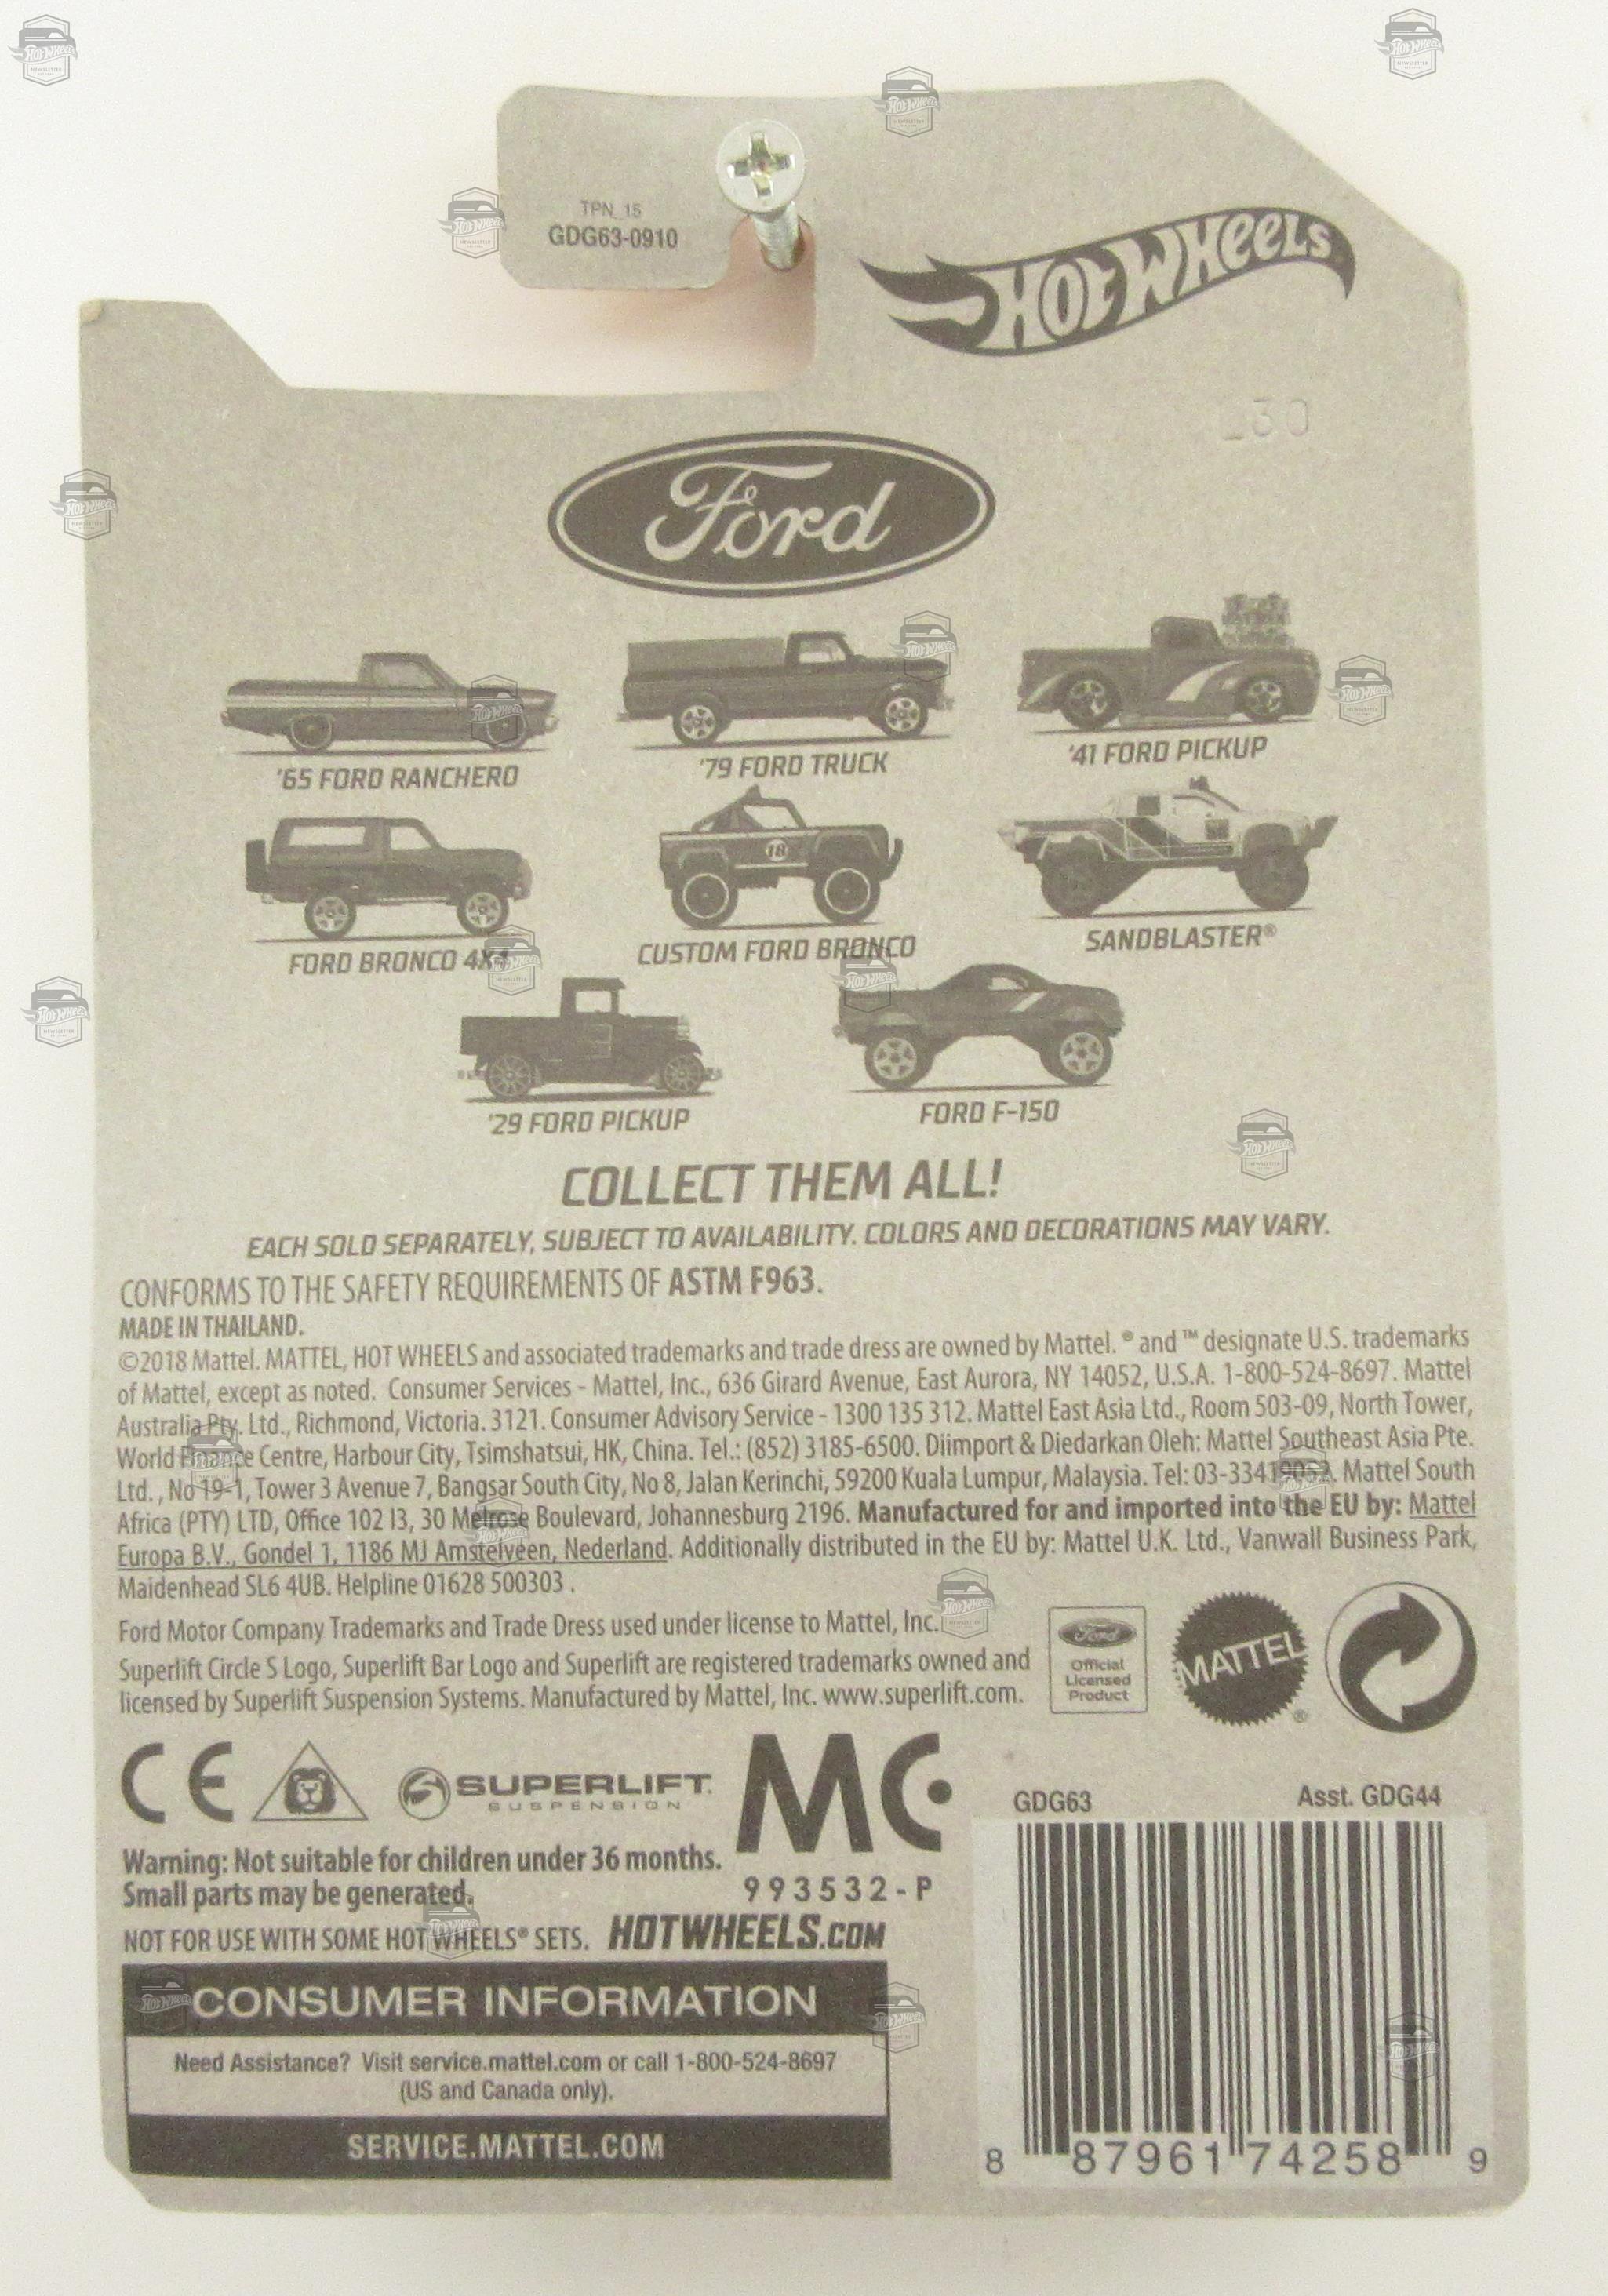 TPN_15
GDG63-0910
HOT WHEELS
L30
Ford
'65 FORD RANCHERO
'79 FORD TRUCK
'41 FORD PICKUP
18
FORD BRONCO 4X4
CUSTOM FORD BRONCO
SANDBLASTER®
'29 FORD PICKUP
FORD F-150
COLLECT THEM ALL!
EACH SOLD SEPARATELY, SUBJECT TO AVAILABILITY. COLORS AND DECORATIONS MAY VARY.
CONFORMS TO THE SAFETY REQUIREMENTS OF ASTM F963.
MADE IN THAILAND.
©2018 Mattel. MATTEL, HOT WHEELS and associated trademarks and trade dress are owned by Mattel. ® and ™ designate U.S. trademarks
of Mattel, except as noted. Consumer Services - Mattel, Inc., 636 Girard Avenue, East Aurora, NY 14052, U.S.A. 1-800-524-8697. Mattel
Australia Pty. Ltd., Richmond, Victoria. 3121. Consumer Advisory Service - 1300 135 312. Mattel East Asia Ltd., Room 503-09, North Tower,
World Finance Centre, Harbour City, Tsimshatsui, HK, China. Tel.: (852) 3185-6500. Diimport & Diedarkan Oleh: Mattel Southeast Asia Pte.
Ltd. , No 19-1, Tower 3 Avenue 7, Bangsar South City, No 8, Jalan Kerinchi, 59200 Kuala Lumpur, Malaysia. Tel: 03-33419052. Mattel South
Africa (PTY) LTD, Office 102 I3, 30 Melrose Boulevard, Johannesburg 2196. Manufactured for and imported into the EU by: Mattel
Europa B.V., Gondel 1, 1186 MJ Amstelveen, Nederland. Additionally distributed in the EU by: Mattel U.K. Ltd., Vanwall Business Park,
Maidenhead SL6 4UB. Helpline 01628 500303 .
Ford Motor Company Trademarks and Trade Dress used under license to Mattel, Inc.
Superlift Circle S Logo, Superlift Bar Logo and Superlift are registered trademarks owned and
licensed by Superlift Suspension Systems. Manufactured by Mattel, Inc. www.superlift.com.
Ford
Official
Licensed
Product
MATTEL
®
CE
SUPERLIFT
SUSPENSION
MC
993532-P
Warning: Not suitable for children under 36 months.
Small parts may be generated.
NOT FOR USE WITH SOME HOT WHEELS® SETS. HOTWHEELS.COM
CONSUMER INFORMATION
Need Assistance? Visit service.mattel.com or call 1-800-524-8697
(US and Canada only).
SERVICE.MATTEL.COM
GDG63 Asst. GDG44
8 87961 74258 9